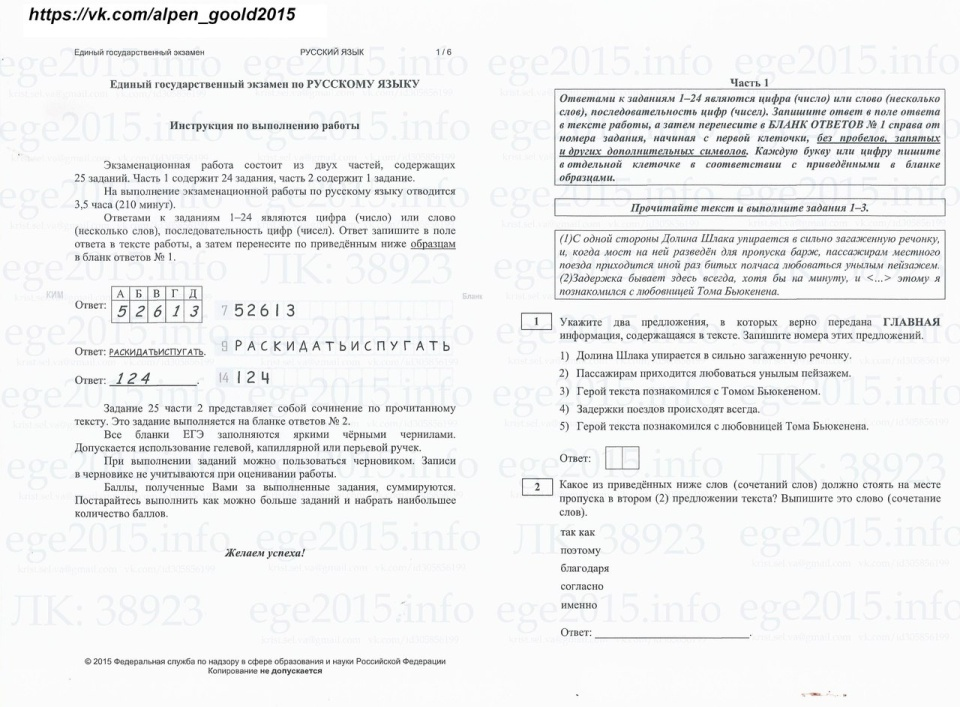 https://vk.com/alpen_goold2015
Единый государственный экзамен РУССКИЙ ЯЗЫК 1 / 6
Единый государственный экзамен по РУССКОМУ ЯЗЫКУ
Инструкция по выполнению работы
Экзаменационная работа состоит из двух частей, содержащих
25 заданий. Часть 1 содержит 24 задания, часть 2 содержит 1 задание.
На выполнение экзаменационной работы по русскому языку отводится
3,5 часа (210 минут).
Ответами к заданиям 1–24 являются цифра (число) или слово
(несколько слов), последовательность цифр (чисел). Ответ запишите в поле
ответа в тексте работы, а затем перенесите по приведённым ниже образцам
в бланк ответов № 1.
КИМ
Бланк
А Б В Г Д
Ответ: 5 2 6 1 3
7 52613
Ответ: РАСКИДАТЬИСПУГАТЬ.
9 РАСКИДАТЬИСПУГАТЬ
Ответ: 124.
14 124
Задание 25 части 2 представляет собой сочинение по прочитанному
тексту. Это задание выполняется на бланке ответов № 2.
Все бланки ЕГЭ заполняются яркими чёрными чернилами.
Допускается использование гелевой, капиллярной или перьевой ручек.
При выполнении заданий можно пользоваться черновиком. Записи
в черновике не учитываются при оценивании работы.
Баллы, полученные Вами за выполненные задания, суммируются.
Постарайтесь выполнить как можно больше заданий и набрать наибольшее
количество баллов.
Желаем успеха!
© 2015 Федеральная служба по надзору в сфере образования и науки Российской Федерации
Копирование не допускается
Часть 1
Ответами к заданиям 1–24 являются цифра (число) или слово (несколько
слов), последовательность цифр (чисел). Запишите ответ в поле ответа
в тексте работы, а затем перенесите в БЛАНК ОТВЕТОВ № 1 справа от
номера задания, начиная с первой клеточки, без пробелов, запятых
и других дополнительных символов. Каждую букву или цифру пишите
в отдельной клеточке в соответствии с приведёнными в бланке
образцами.
Прочитайте текст и выполните задания 1–3.
(1)С одной стороны Долина Шлака упирается в сильно загаженную речонку,
и, когда мост на ней разведён для пропуска барж, пассажирам местного
поезда приходится иной раз битых полчаса любоваться унылым пейзажем.
(2)Задержка бывает здесь всегда, хотя бы на минуту, и <...> этому я
познакомился с любовницей Тома Бьюкенена.
1 Укажите два предложения, в которых верно передана ГЛАВНАЯ
информация, содержащаяся в тексте. Запишите номера этих предложений.
1) Долина Шлака упирается в сильно загаженную речонку.
2) Пассажирам приходится любоваться унылым пейзажем.
3) Герой текста познакомился с Томом Бьюкененом.
4) Задержки поездов происходят всегда.
5) Герой текста познакомился с любовницей Тома Бьюкенена.
Ответ:
2 Какое из приведённых ниже слов (сочетаний слов) должно стоять на месте
пропуска в втором (2) предложении текста? Выпишите это слово (сочетание
слов).
так как
поэтому
благодаря
согласно
именно
Ответ: .
ege2015.info
ЛК: 38923